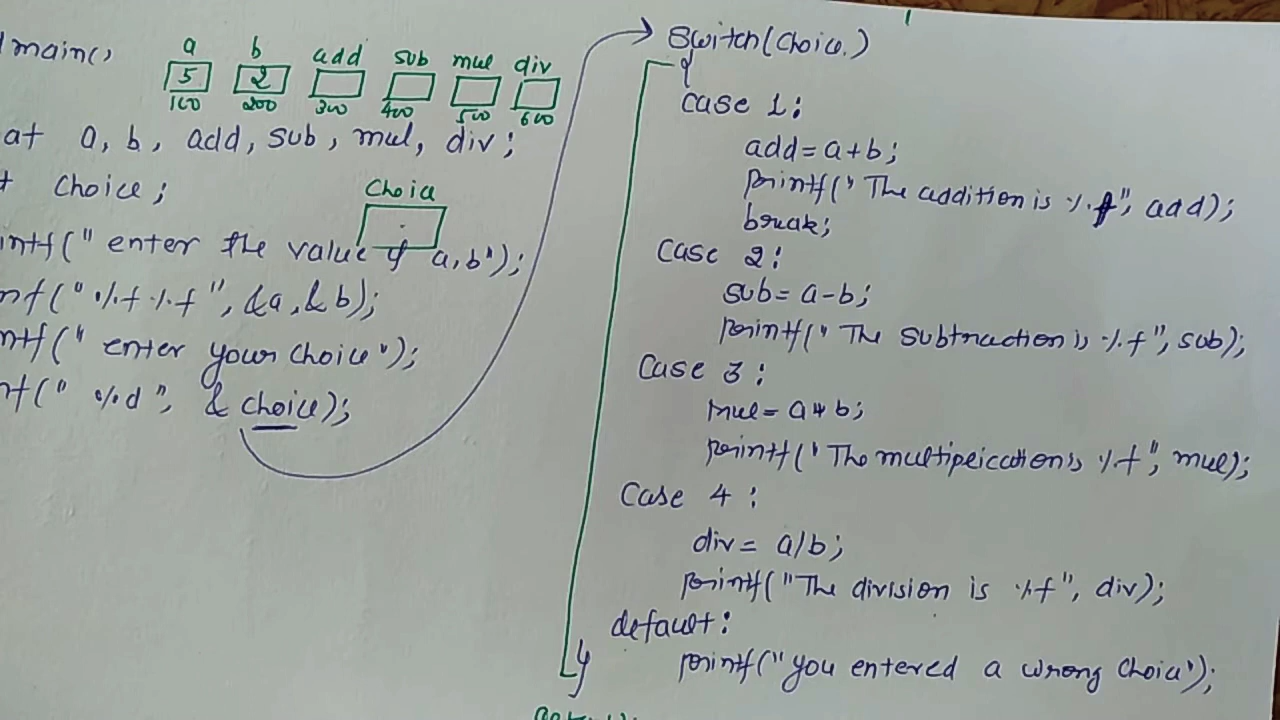 main()
a b add sub mul div
5 2
100 200 300 400 500 600
at a, b, add, sub, mul, div;
t choice;
Choice
intf(" enter the value of a,b");
nf(" %f %f ", &a, & b);
ntf(" enter your choice");
nf(" %d ", & choice);
Switch(Choice.)
{
Case 1:
add=a+b;
printf(" The addition is %f", add);
break;
Case 2:
sub= a-b;
printf(" The Subtraction is %f", sub);
Case 3:
mul= a*b;
printf(" The multiplication is %f", mul);
Case 4:
div= a/b;
printf("The division is %f", div);
default:
printf("you entered a wrong choice");
}